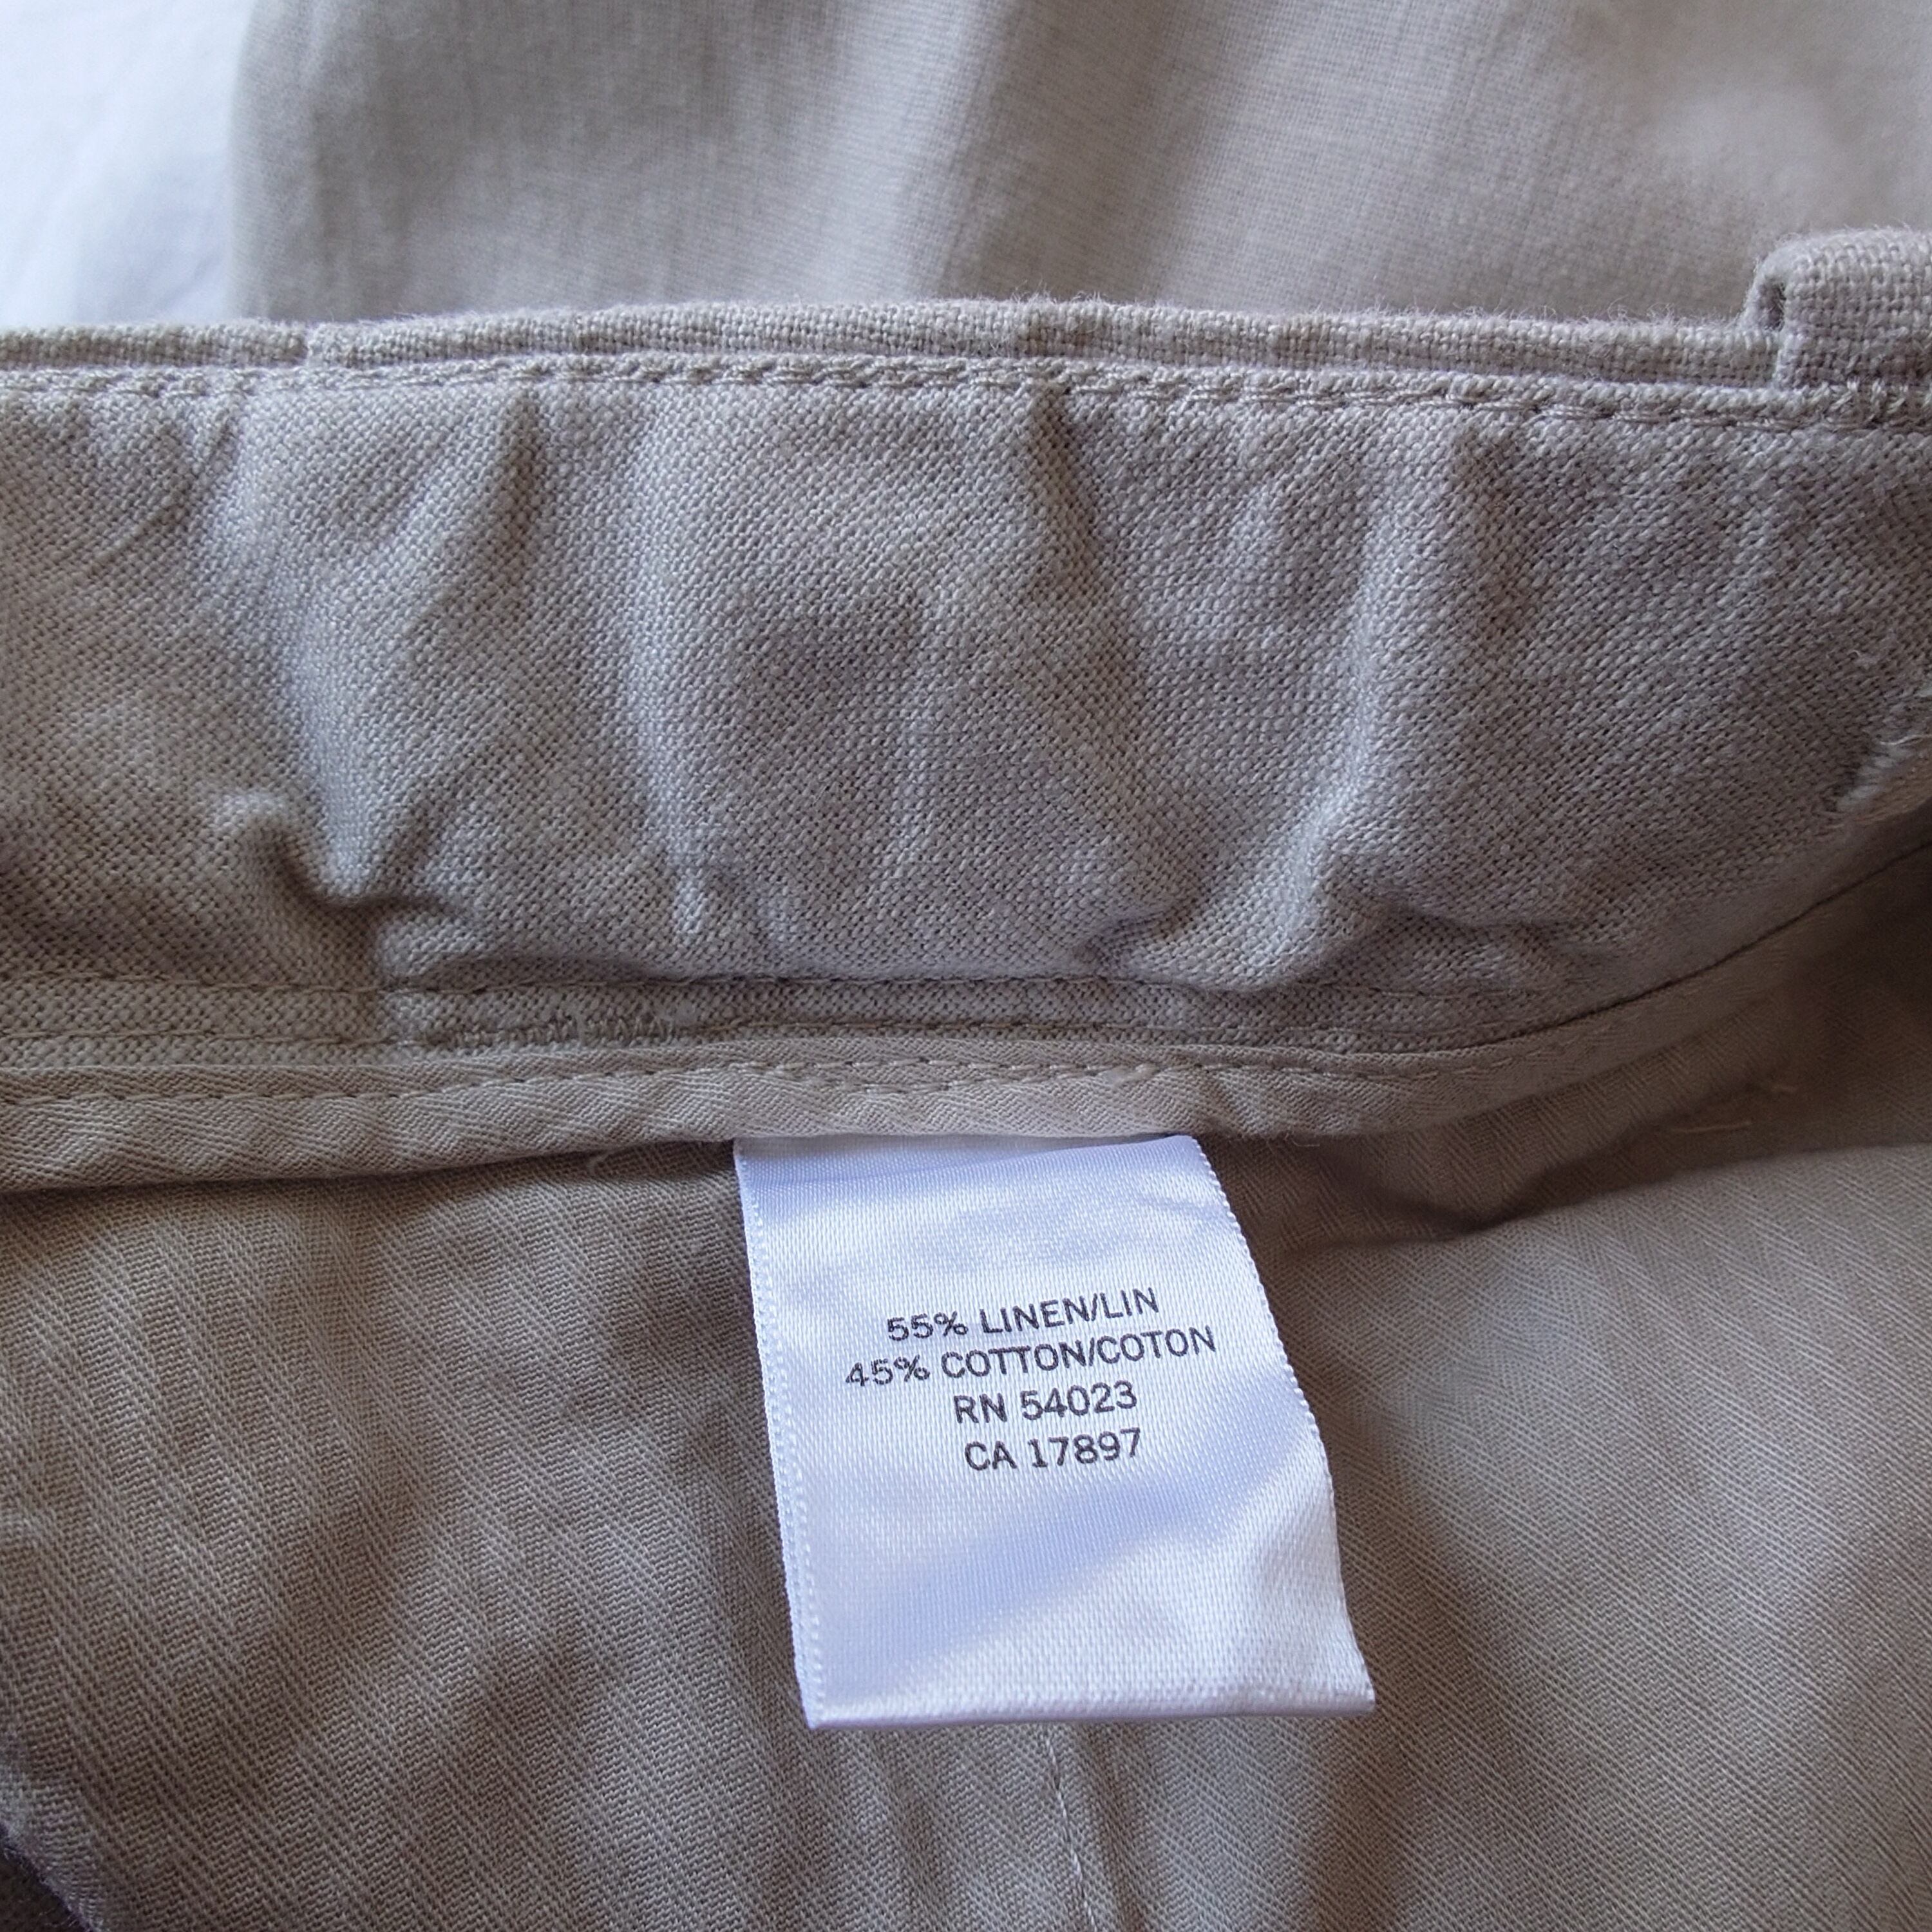 55% LINEN/LIN
45% COTTON/COTON
RN 54023
CA 17897